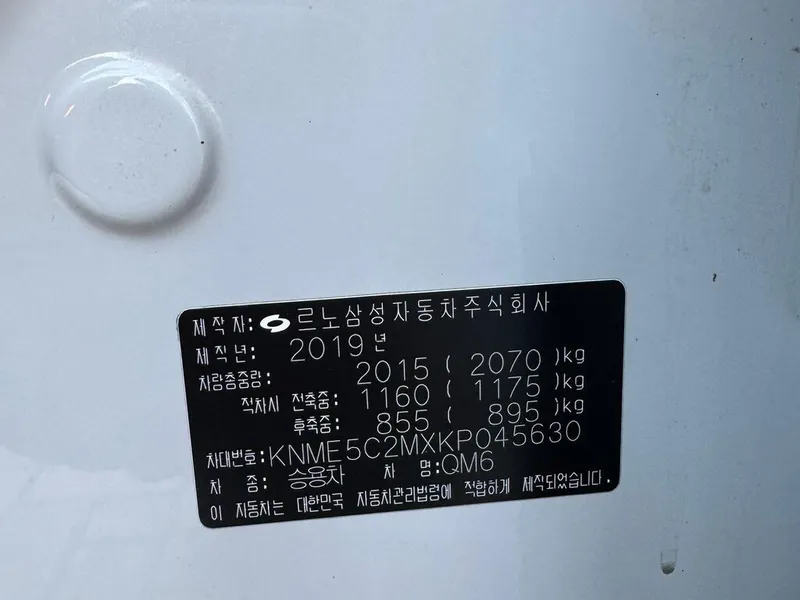 제작자: 르노삼성자동차주식회사
제작년: 2019년
차량총중량: 2015 ( 2070 )kg
적차시 전축중: 1160 ( 1175 )kg
후축중: 855 ( 895 )kg
차대번호: KNME5C2MXKP045630
차 종: 승용차 차 명: QM6
이 자동차는 대한민국 자동차관리법령에 적합하게 제작되었습니다.